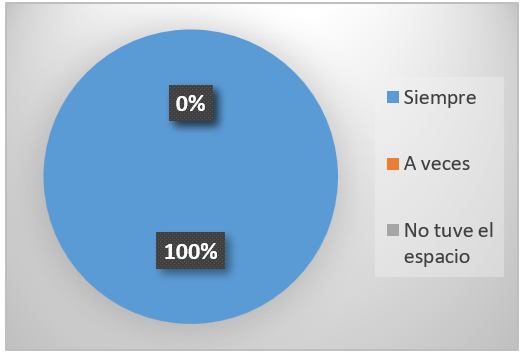 0%
100%
Siempre
A veces
No tuve el
espacio